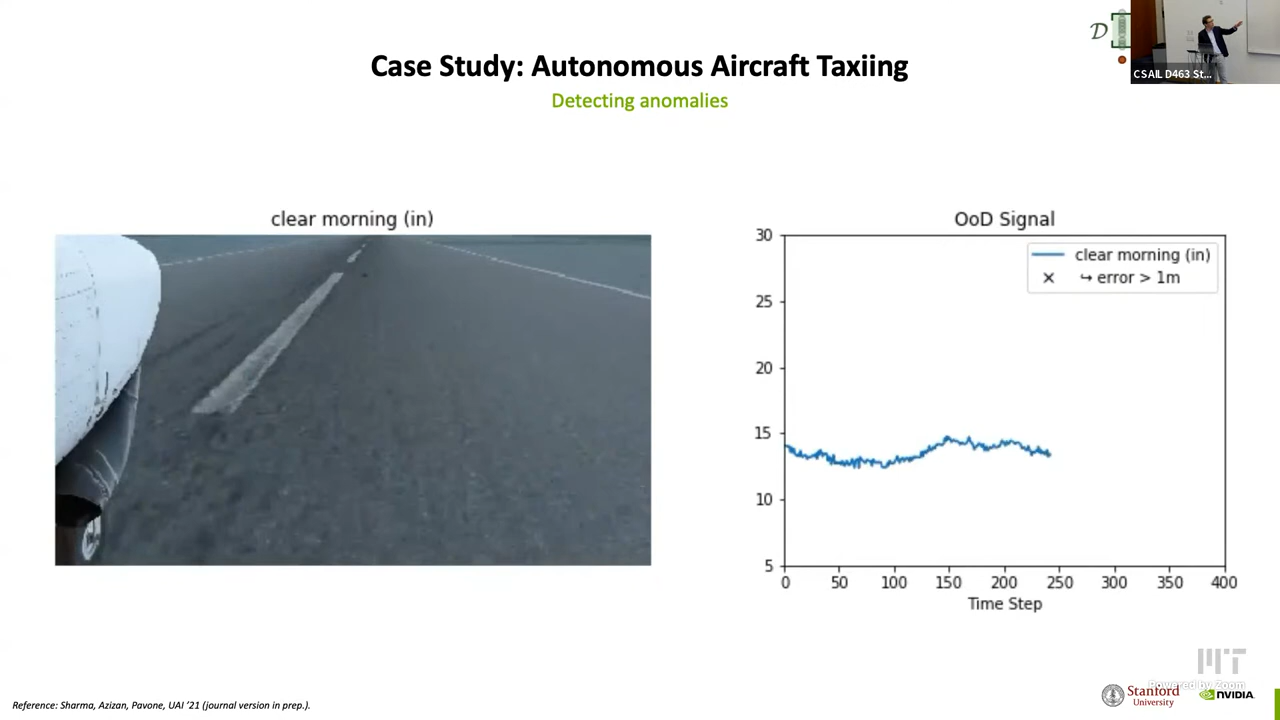 Case Study: Autonomous Aircraft Taxiing
Detecting anomalies
𝒟
CSAIL D463 St...
clear morning (in)
OoD Signal
clear morning (in)
↪ error > 1m
30
25
20
15
10
5
0 50 100 150 200 250 300 350 400
Time Step
MIT
Powered by Zoom
Stanford
University
NVIDIA.
Reference: Sharma, Azizan, Pavone, UAI ’21 (journal version in prep.).